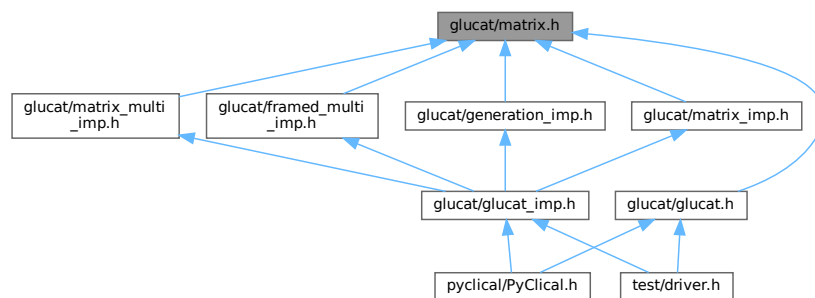 glucat/matrix.h
glucat/matrix_multi
_imp.h
glucat/framed_multi
_imp.h
glucat/generation_imp.h
glucat/matrix_imp.h
glucat/glucat_imp.h
glucat/glucat.h
pyclical/PyClical.h
test/driver.h